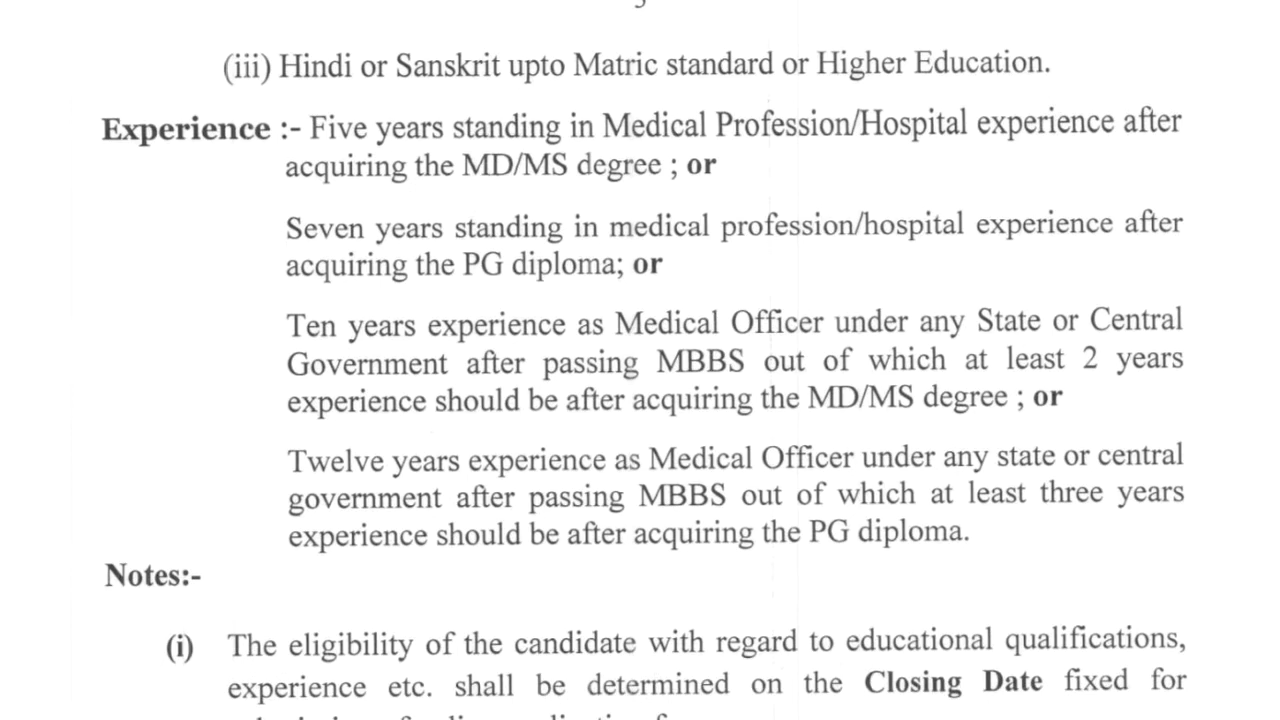 (iii) Hindi or Sanskrit upto Matric standard or Higher Education.
Experience :- Five years standing in Medical Profession/Hospital experience after
acquiring the MD/MS degree ; or
Seven years standing in medical profession/hospital experience after
acquiring the PG diploma; or
Ten years experience as Medical Officer under any State or Central
Government after passing MBBS out of which at least 2 years
experience should be after acquiring the MD/MS degree ; or
Twelve years experience as Medical Officer under any state or central
government after passing MBBS out of which at least three years
experience should be after acquiring the PG diploma.
Notes:-
(i) The eligibility of the candidate with regard to educational qualifications,
experience etc. shall be determined on the Closing Date fixed for